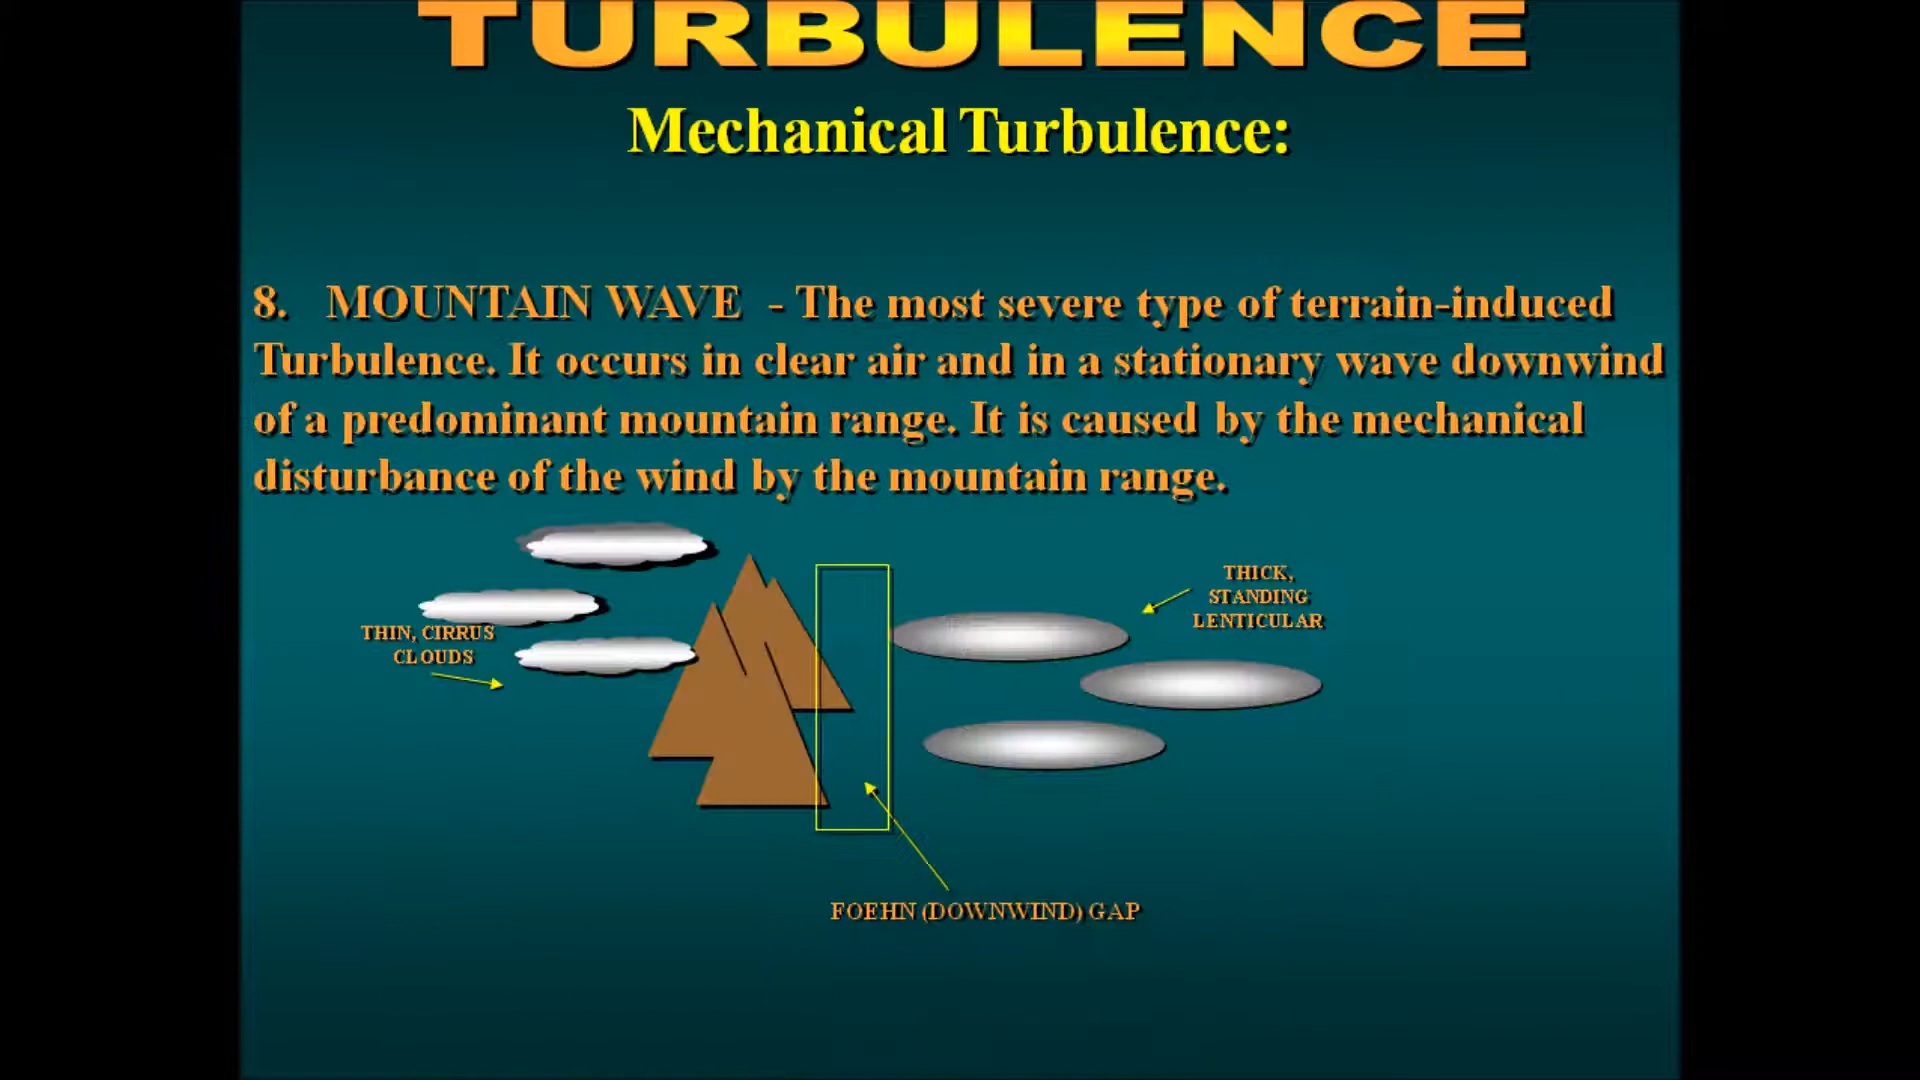 TURBULENCE
Mechanical Turbulence:
8. MOUNTAIN WAVE - The most severe type of terrain-induced
Turbulence. It occurs in clear air and in a stationary wave downwind
of a predominant mountain range. It is caused by the mechanical
disturbance of the wind by the mountain range.
THIN, CIRRUS
CLOUDS
THICK,
STANDING
LENTICULAR
FOEHN (DOWNWIND) GAP